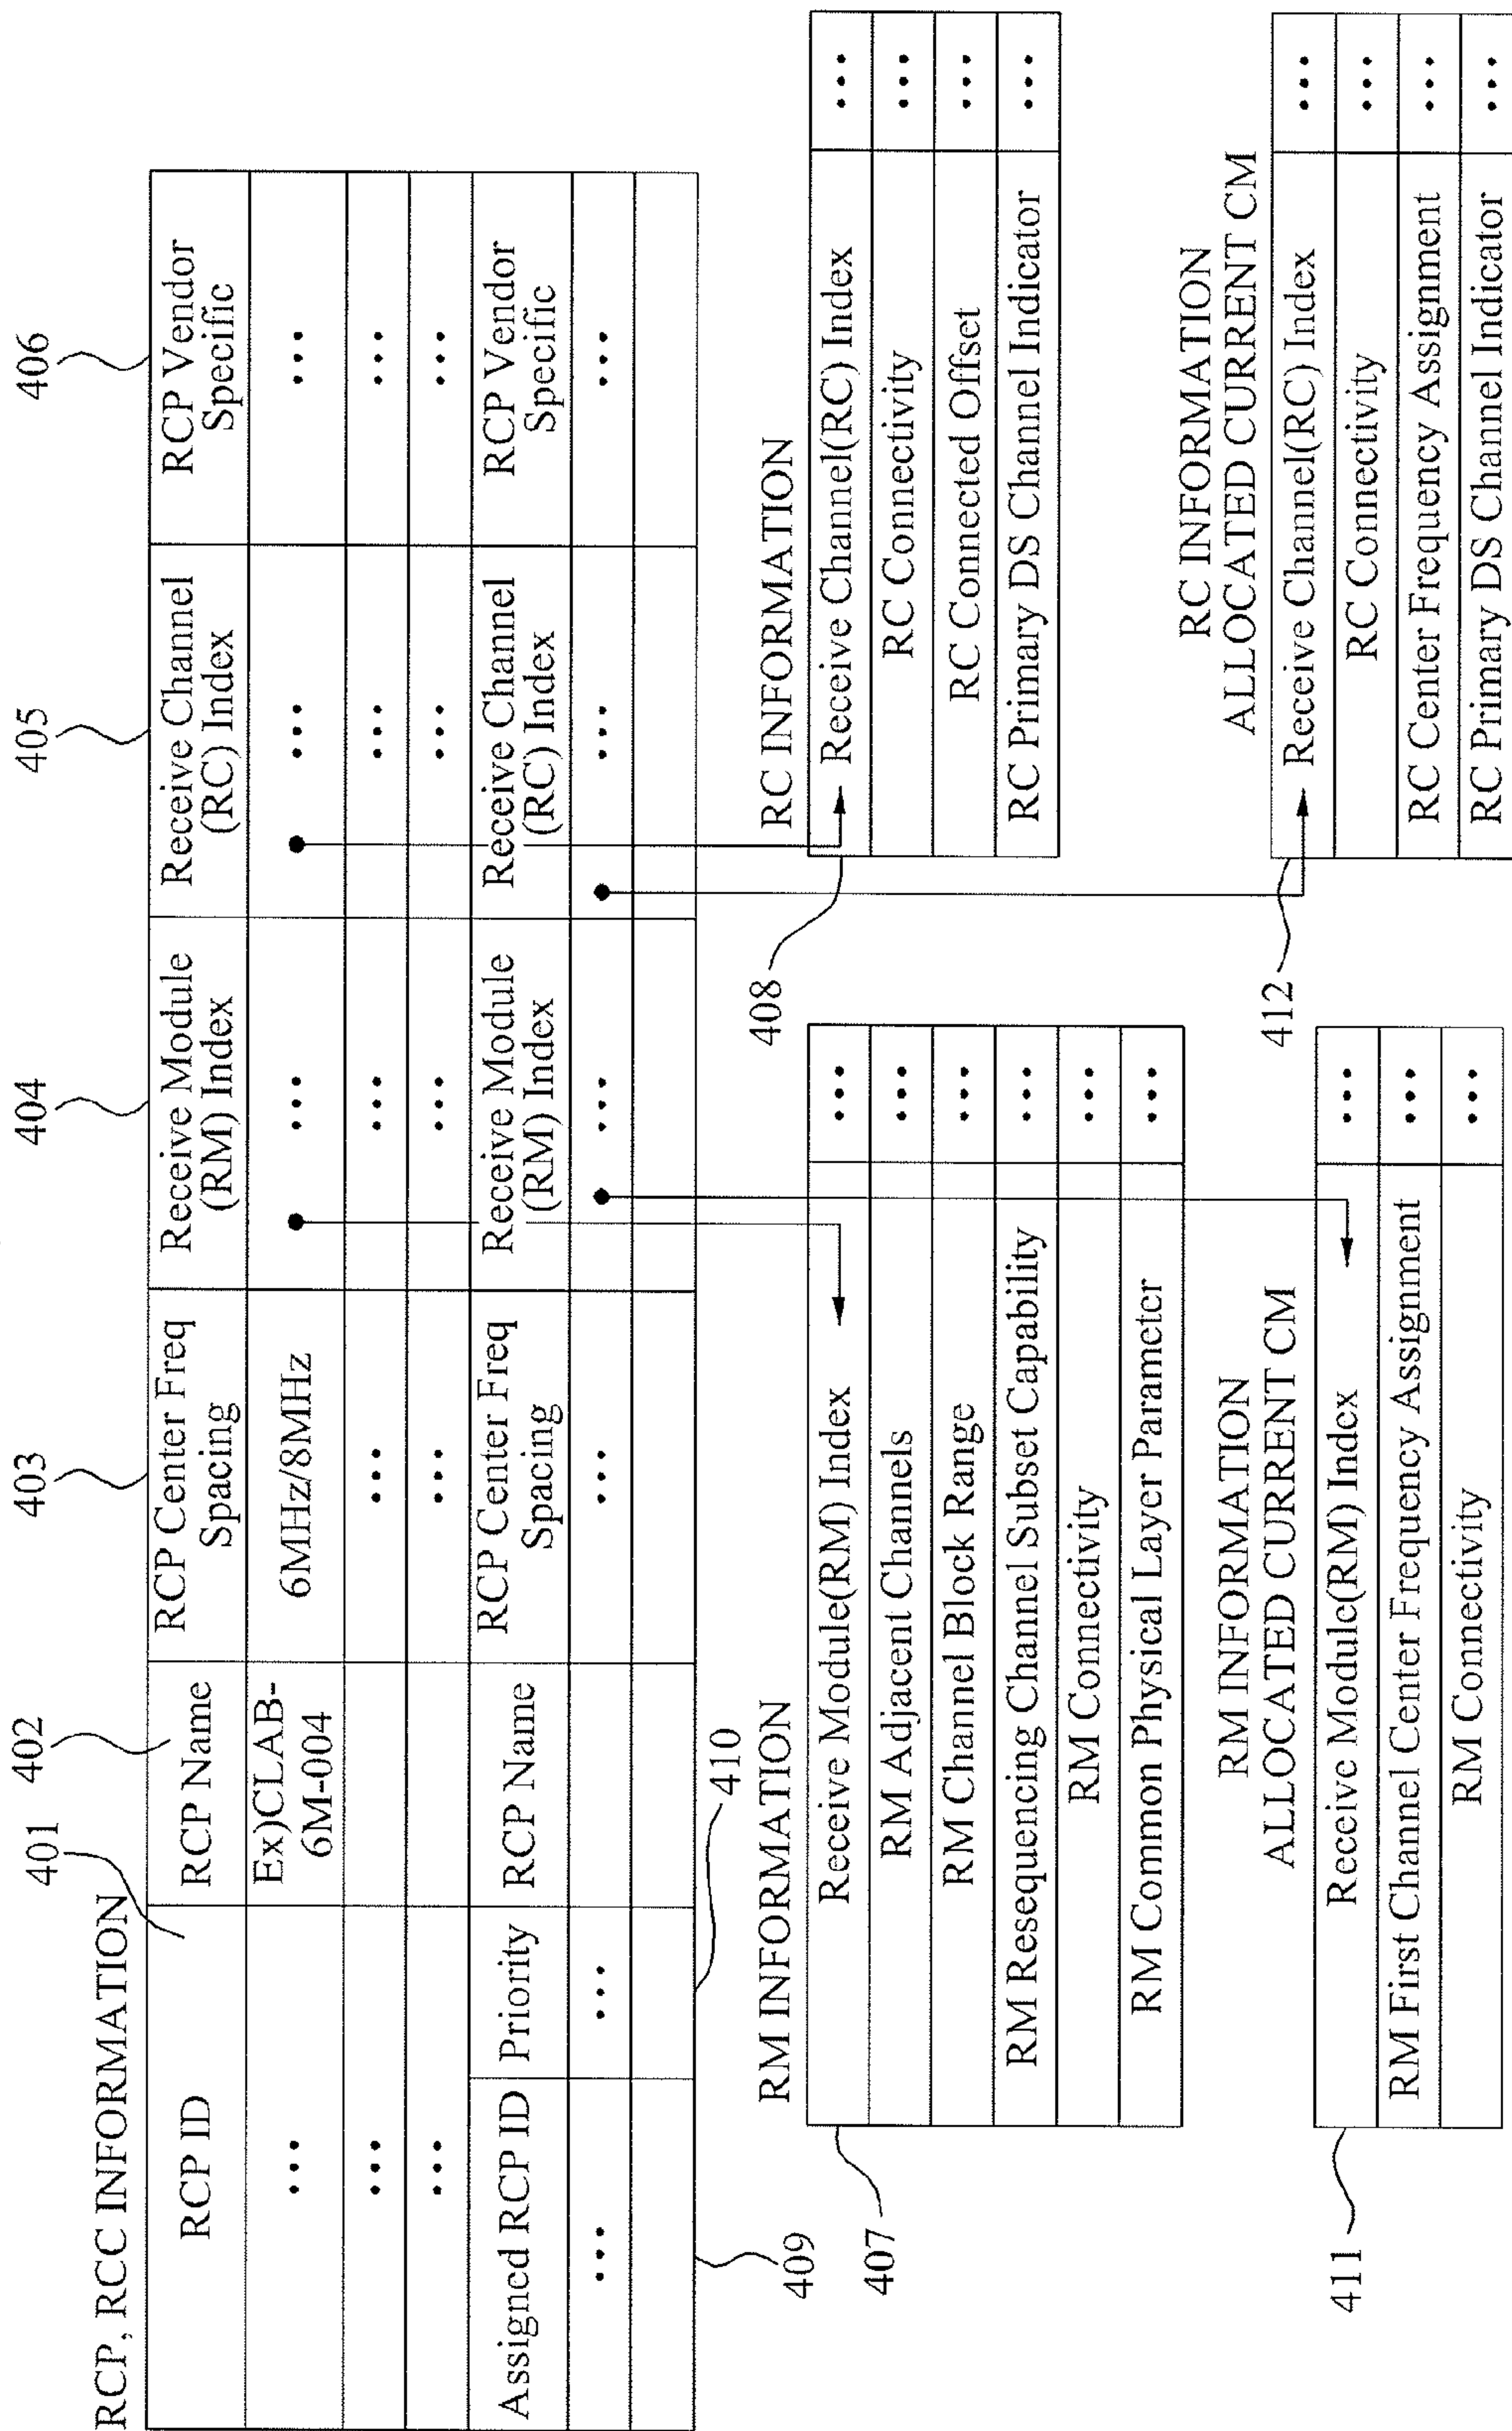 401
402
403
404
405
406
RCP, RCC INFORMATION
RCP ID
RCP Name
RCP Center Freq
Spacing
Receive Module
(RM) Index
Receive Channel
(RC) Index
RCP Vendor
Specific
...
Ex)CLAB-
6M-004
6MHz/8MHz
...
...
...
...
...
...
...
...
...
...
...
...
Assigned RCP ID
Priority
RCP Name
RCP Center Freq
Spacing
Receive Module
(RM) Index
Receive Channel
(RC) Index
RCP Vendor
Specific
...
...
...
...
...
...
409
410
RM INFORMATION
407
Receive Module(RM) Index ...
RM Adjacent Channels ...
RM Channel Block Range ...
RM Resequencing Channel Subset Capability ...
RM Connectivity ...
RM Common Physical Layer Parameter ...
RC INFORMATION
408
Receive Channel(RC) Index ...
RC Connectivity ...
RC Connected Offset ...
RC Primary DS Channel Indicator ...
RM INFORMATION
ALLOCATED CURRENT CM
411
Receive Module(RM) Index ...
RM First Channel Center Frequency Assignment ...
RM Connectivity ...
RC INFORMATION
ALLOCATED CURRENT CM
412
Receive Channel(RC) Index ...
RC Connectivity ...
RC Center Frequency Assignment ...
RC Primary DS Channel Indicator ...